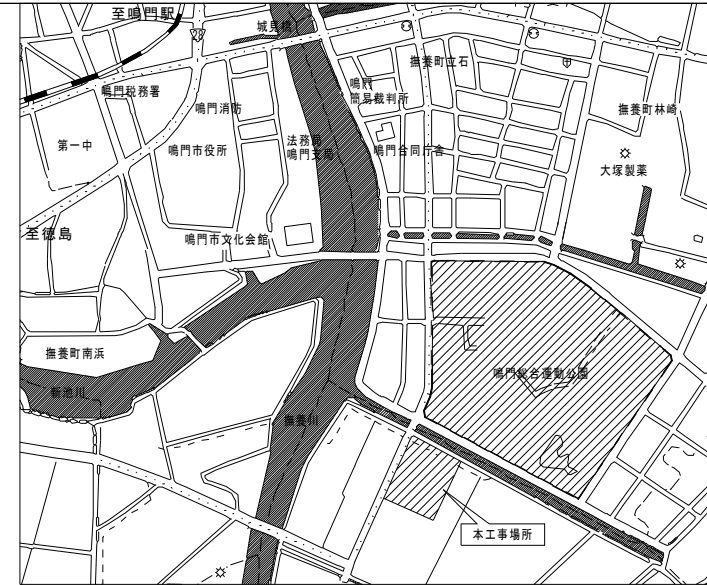 至鳴門駅
城見橋
鳴門税務署
鳴門消防
鳴門
簡易裁判所
撫養町立石
撫養町林崎
第一中
鳴門市役所
法務局
鳴門支局
鳴門合同庁舎
大塚製薬
至徳島
鳴門市文化会館
撫養町南浜
新池川
撫養川
鳴門総合運動公園
本工事場所